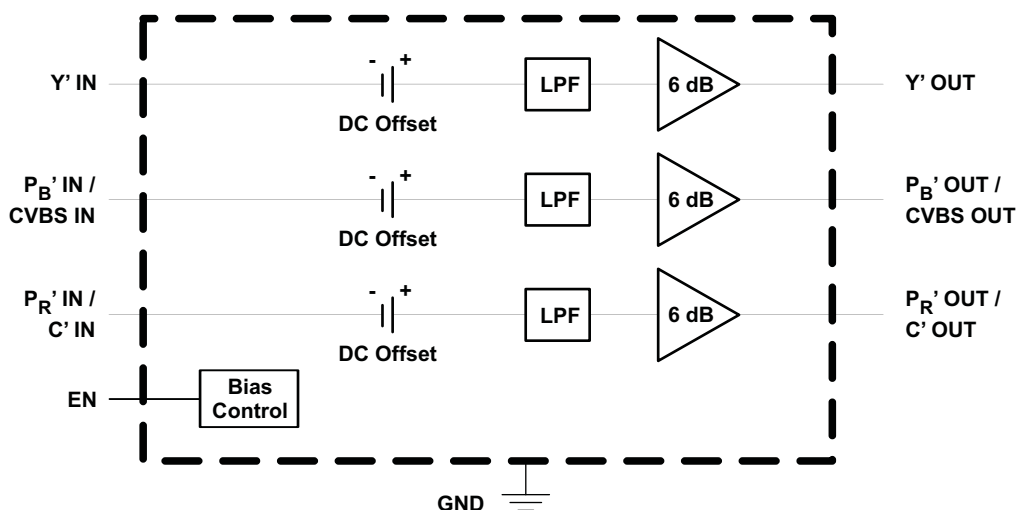 - +
Y’ IN
LPF
6 dB
Y’ OUT
DC Offset
- +
P_B’ IN /
CVBS IN
LPF
6 dB
P_B’ OUT /
CVBS OUT
DC Offset
- +
P_R’ IN /
C’ IN
LPF
6 dB
P_R’ OUT /
C’ OUT
DC Offset
EN
Bias
Control
GND